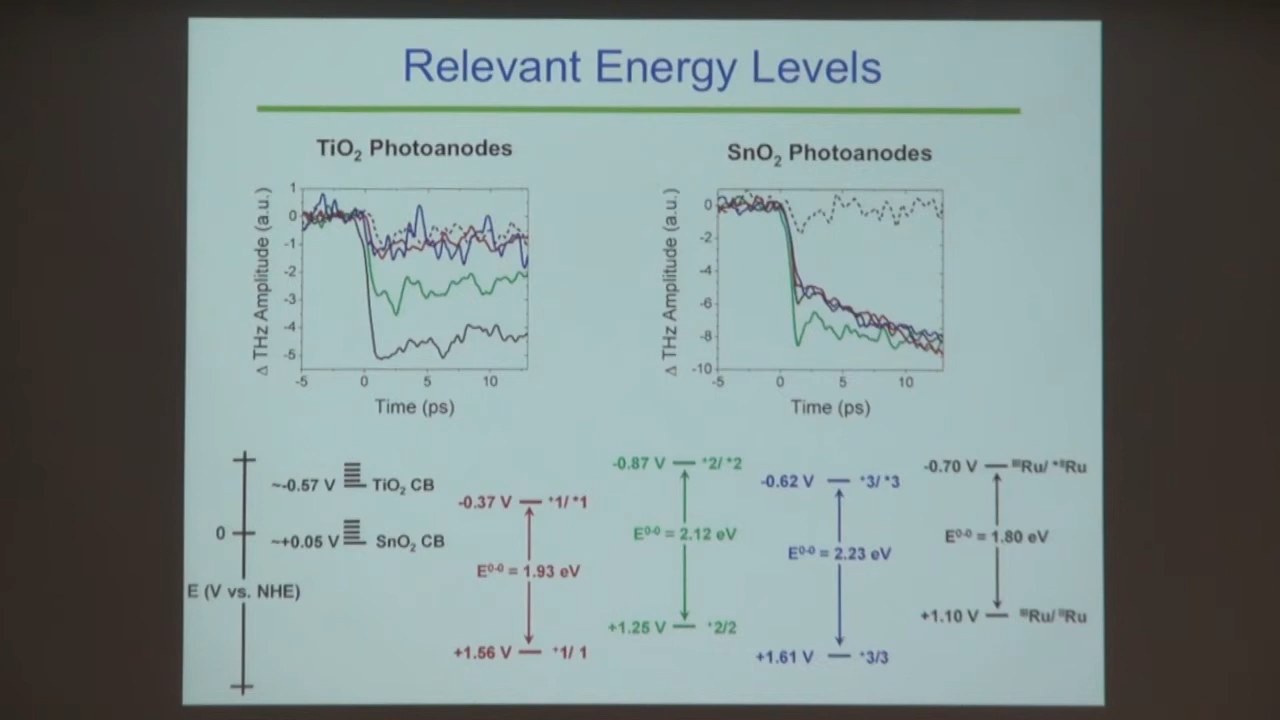 Relevant Energy Levels
TiO₂ Photoanodes
SnO₂ Photoanodes
Δ THz Amplitude (a.u.)
1
0
-1
-2
-3
-4
-5
-5 0 5 10
Time (ps)
Δ THz Amplitude (a.u.)
0
-2
-4
-6
-8
-10
-5 0 5 10
Time (ps)
~-0.57 V TiO₂ CB
0
~+0.05 V SnO₂ CB
E (V vs. NHE)
-0.37 V ⁺1/*1
E⁰⁻⁰ = 1.93 eV
+1.56 V ⁺1/ 1
-0.87 V ⁺2/*2
E⁰⁻⁰ = 2.12 eV
+1.25 V ⁺2/2
-0.62 V ⁺3/*3
E⁰⁻⁰ = 2.23 eV
+1.61 V ⁺3/3
-0.70 V ᴵᴵᴵRu/*ᴵᴵRu
E⁰⁻⁰ = 1.80 eV
+1.10 V ᴵᴵᴵRu/ᴵᴵRu